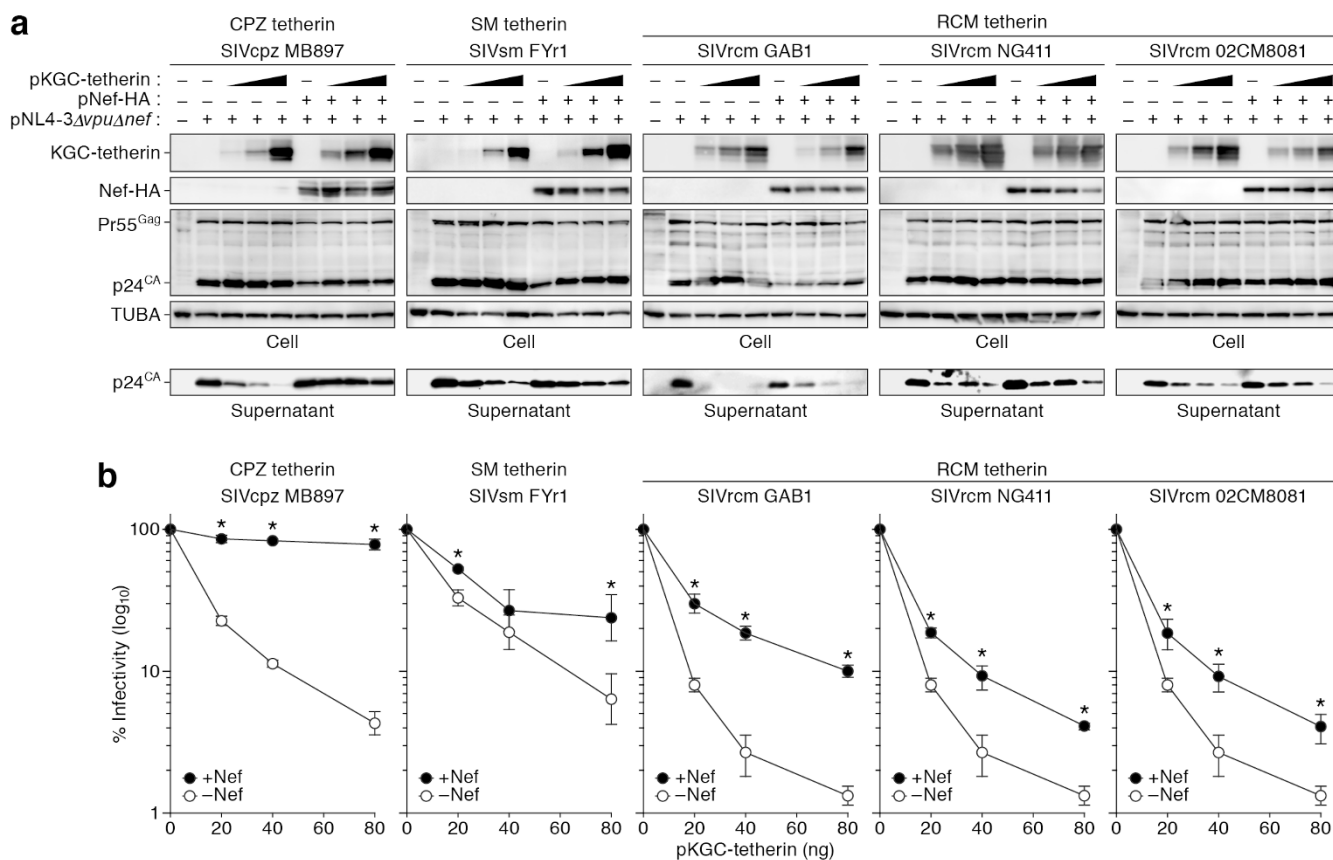 a
CPZ tetherin SM tetherin RCM tetherin
SIVcpz MB897 SIVsm FYr1 SIVrcm GAB1 SIVrcm NG411 SIVrcm 02CM8081
pKGC-tetherin : – – – – – – – – – – – – – – –
pNef-HA : – – – – – + + + + – – – – – + + + + – – – – – + + + + – – – – – + + + + – – – – – + + + +
pNL4-3ΔvpuΔnef : – + + + + + + + + – + + + + + + + + – + + + + + + + + – + + + + + + + + – + + + + + + + +
KGC-tetherin
Nef-HA
Pr55Gag
p24CA
TUBA
Cell Cell Cell Cell Cell
p24CA
Supernatant Supernatant Supernatant Supernatant Supernatant
b
CPZ tetherin SM tetherin RCM tetherin
SIVcpz MB897 SIVsm FYr1 SIVrcm GAB1 SIVrcm NG411 SIVrcm 02CM8081
% Infectivity (log10)
100
10
1
* * *
* *
* * *
* * *
* * *
+Nef +Nef +Nef +Nef +Nef
–Nef –Nef –Nef –Nef –Nef
0 20 40 60 80 0 20 40 60 80 0 20 40 60 80 0 20 40 60 80 0 20 40 60 80
pKGC-tetherin (ng)